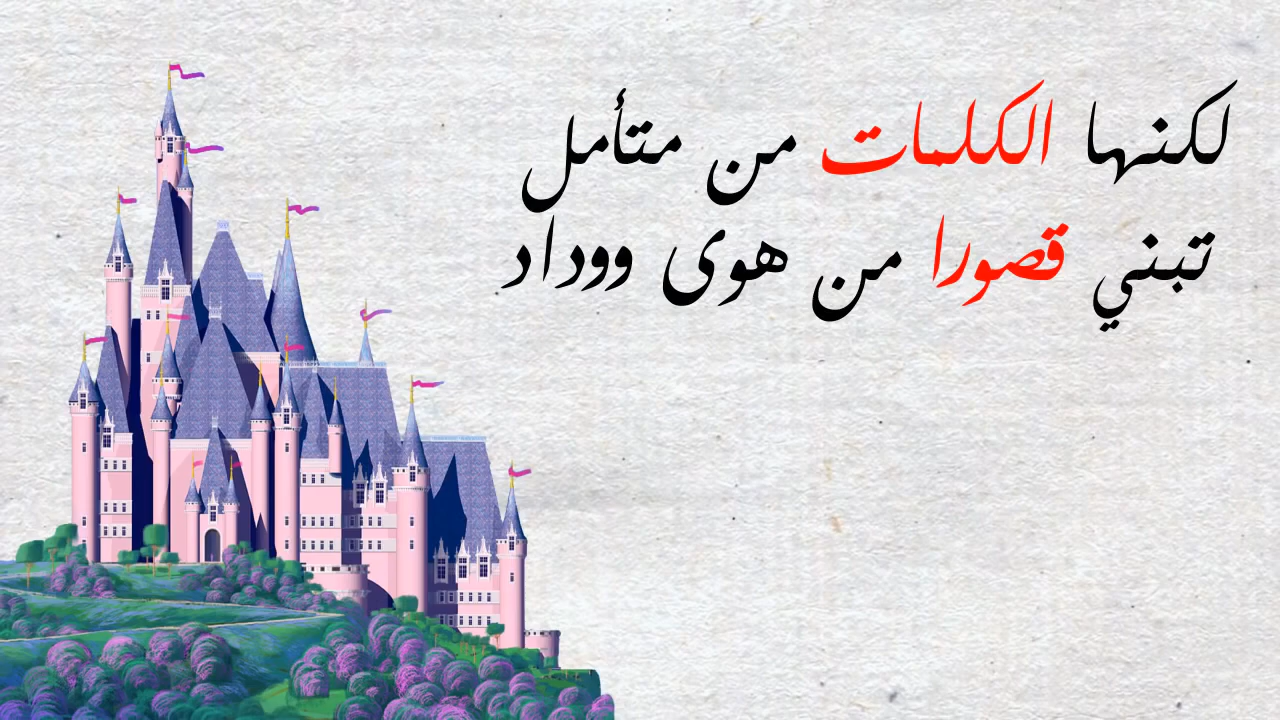 لكنها الكلمات من متأمل
تبني قصورا من هوى ووداد